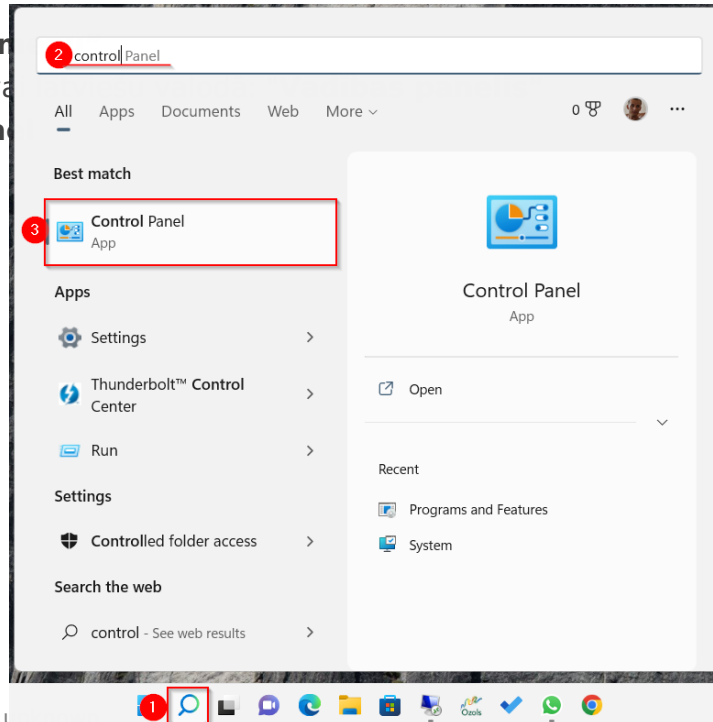 2 control Panel
All Apps Documents Web More 0 ...
Best match
3 Control Panel
App
Control Panel
App
Apps
Settings
Thunderbolt™ Control
Center
Run
Open
Recent
Programs and Features
System
Settings
Controlled folder access
Search the web
control - See web results
1
Ozols